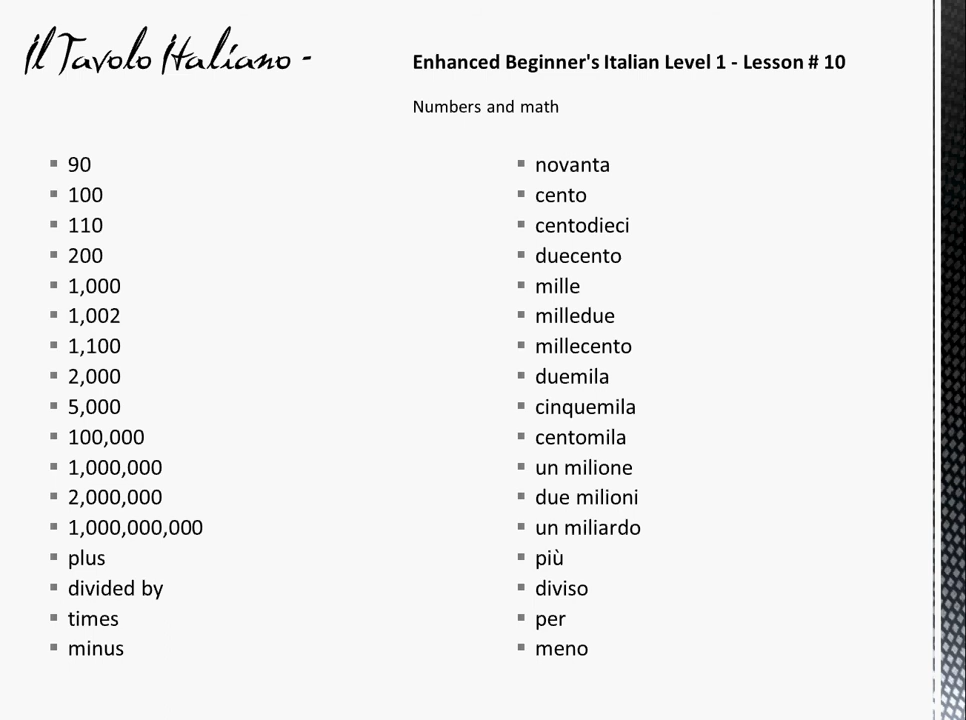 Il Tavolo Italiano -
Enhanced Beginner's Italian Level 1 - Lesson # 10
Numbers and math
▪ 90
▪ 100
▪ 110
▪ 200
▪ 1,000
▪ 1,002
▪ 1,100
▪ 2,000
▪ 5,000
▪ 100,000
▪ 1,000,000
▪ 2,000,000
▪ 1,000,000,000
▪ plus
▪ divided by
▪ times
▪ minus
▪ novanta
▪ cento
▪ centodieci
▪ duecento
▪ mille
▪ milledue
▪ millecento
▪ duemila
▪ cinquemila
▪ centomila
▪ un milione
▪ due milioni
▪ un miliardo
▪ più
▪ diviso
▪ per
▪ meno